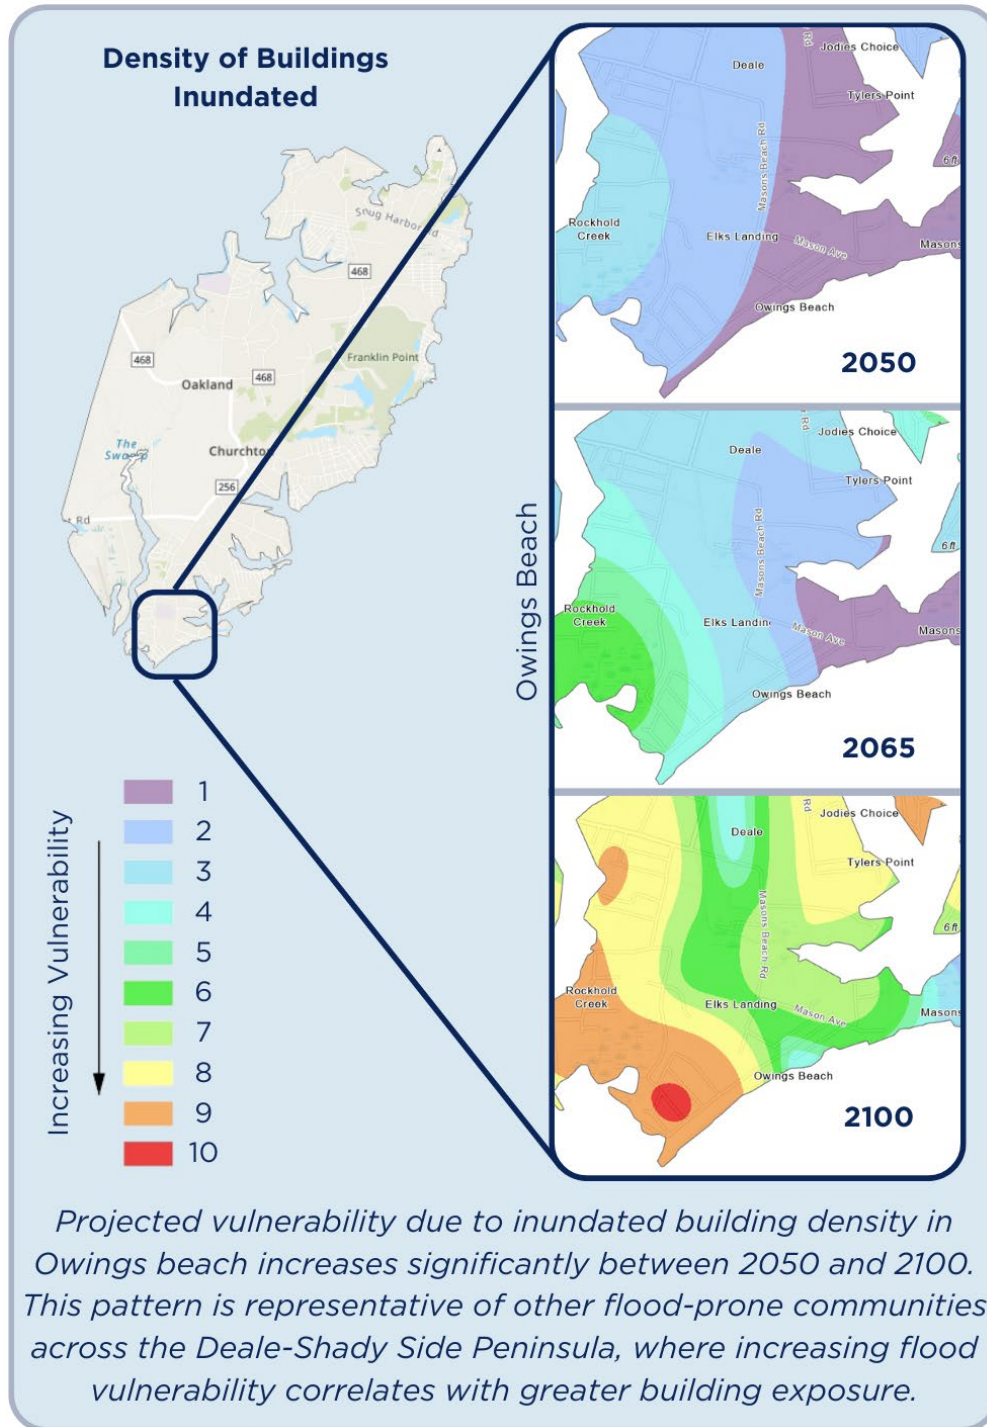 Density of Buildings
Inundated
Snug Harbor Rd
468
468
Franklin Point
Oakland
468
The
Swamp
256
t Rd
Owings Beach
Rd
Jodies Choice
Deale
Tylers Point
Masons Beach Rd
6ft
Rockhold
Creek
Elks Landing
Mason Ave
Masons
Owings Beach
2050
Rd
Jodies Choice
Deale
Tylers Point
Masons Beach Rd
6ft
Rockhold
Creek
Elks Landin
Mason Ave
Masons
Owings Beach
2065
Rd
Jodies Choice
Deale
Tylers Point
Masons Beach Rd
6ft
Rockhold
Creek
Elks Landing
Mason Ave
Masons
Owings Beach
2100
Increasing Vulnerability
1
2
3
4
5
6
7
8
9
10
Projected vulnerability due to inundated building density in
Owings beach increases significantly between 2050 and 2100.
This pattern is representative of other flood-prone communities
across the Deale-Shady Side Peninsula, where increasing flood
vulnerability correlates with greater building exposure.